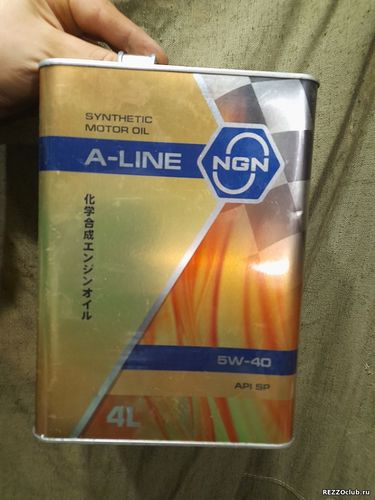 SYNTHETIC
MOTOR OIL
A-LINE
NGN
化学合成エンジンオイル
5W-40
API SP
4L
REZZOclub.ru